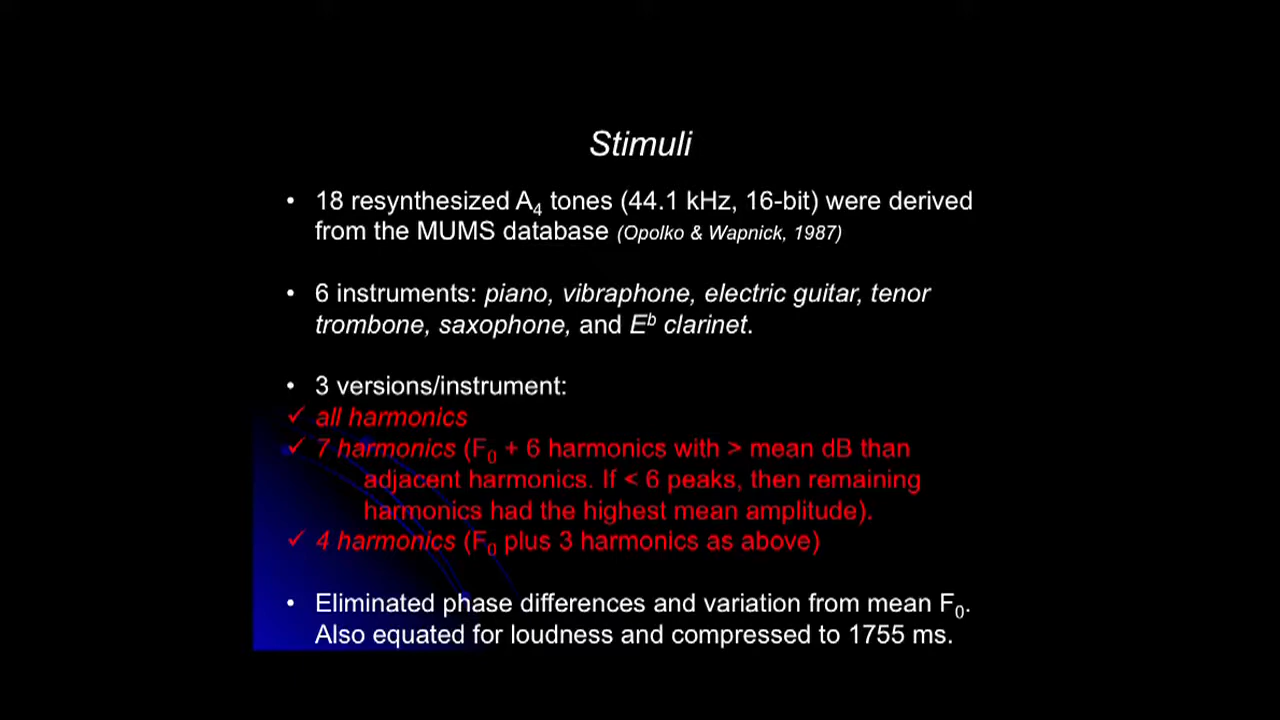 Stimuli
• 18 resynthesized A4 tones (44.1 kHz, 16-bit) were derived
from the MUMS database (Opolko & Wapnick, 1987)
• 6 instruments: piano, vibraphone, electric guitar, tenor
trombone, saxophone, and Eb clarinet.
• 3 versions/instrument:
✓ all harmonics
✓ 7 harmonics (F0 + 6 harmonics with > mean dB than
adjacent harmonics. If < 6 peaks, then remaining
harmonics had the highest mean amplitude).
✓ 4 harmonics (F0 plus 3 harmonics as above)
• Eliminated phase differences and variation from mean F0.
Also equated for loudness and compressed to 1755 ms.